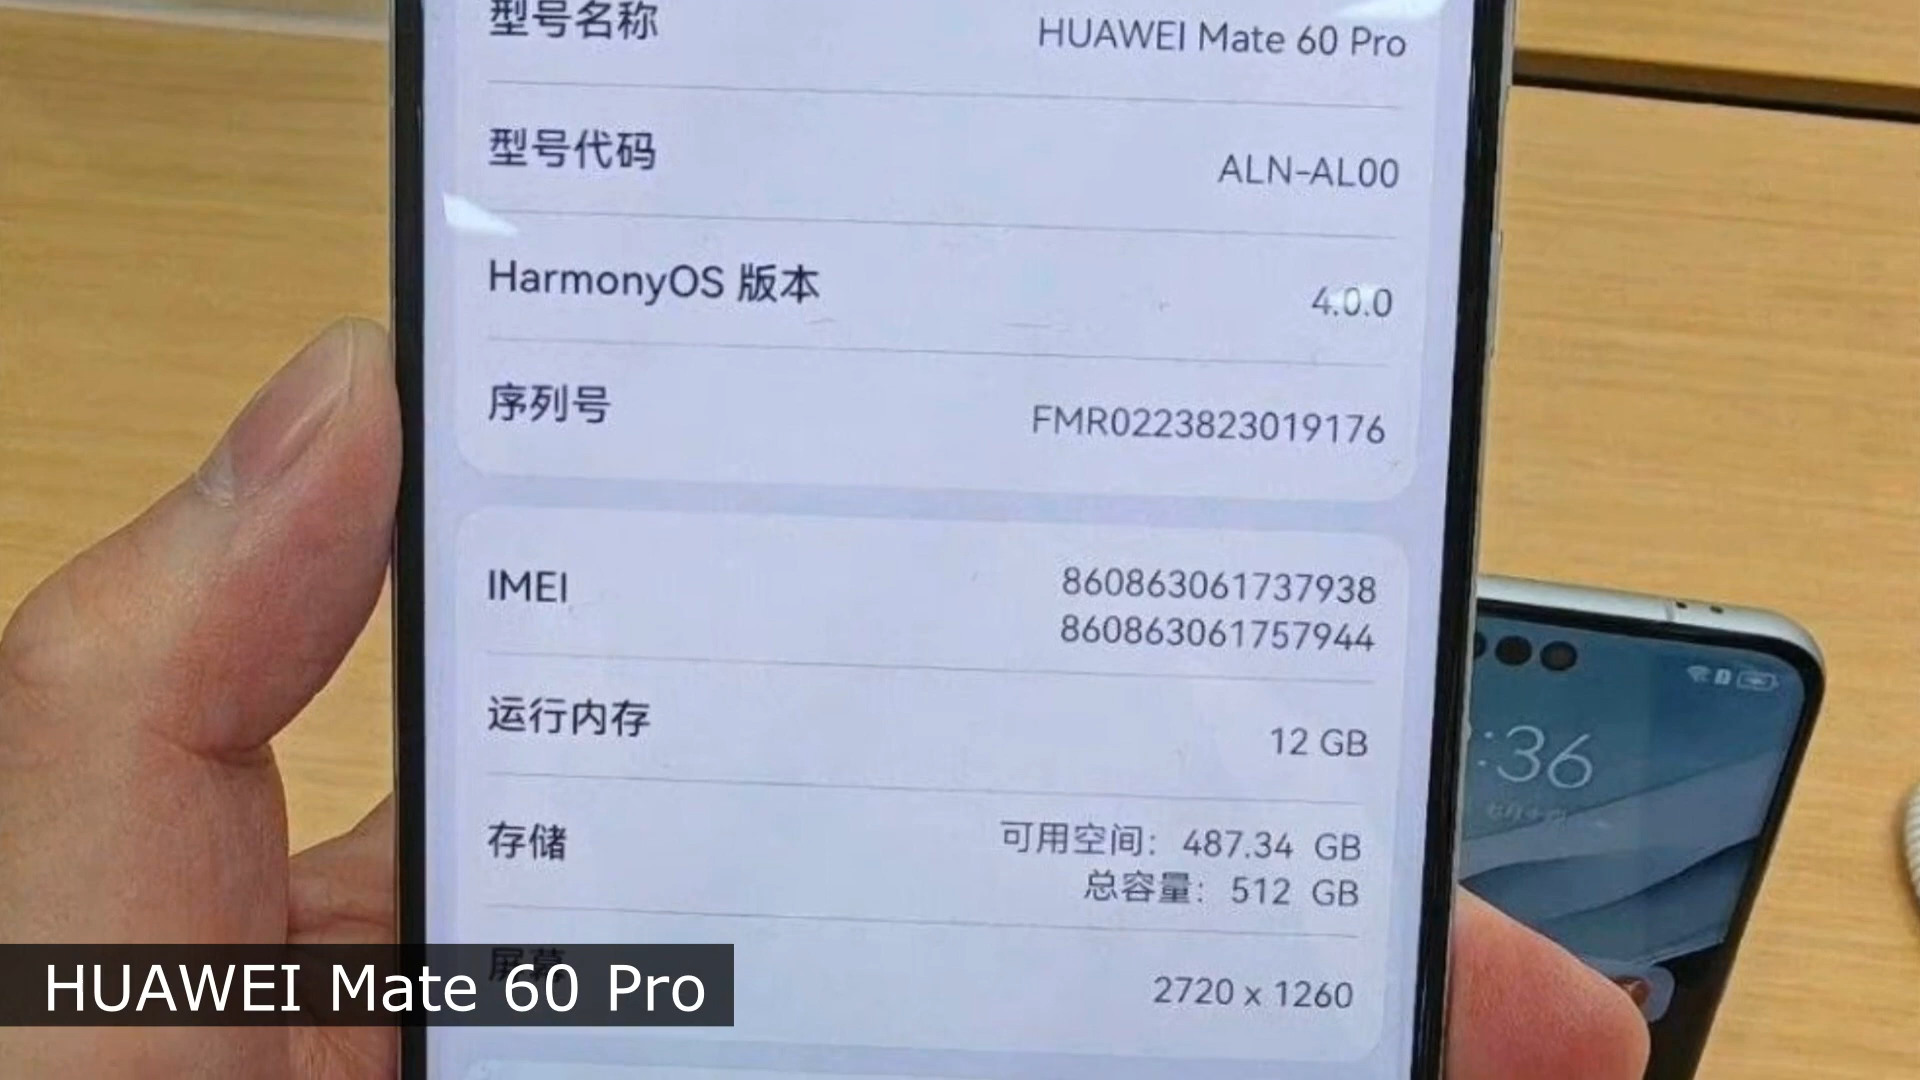 型号名称 HUAWEI Mate 60 Pro
型号代码 ALN-AL00
HarmonyOS 版本 4.0.0
序列号 FMR0223823019176
IMEI 860863061737938
860863061757944
运行内存 12 GB
存储 可用空间: 487.34 GB
总容量: 512 GB
屏幕 2720 x 1260
:36
HUAWEI Mate 60 Pro